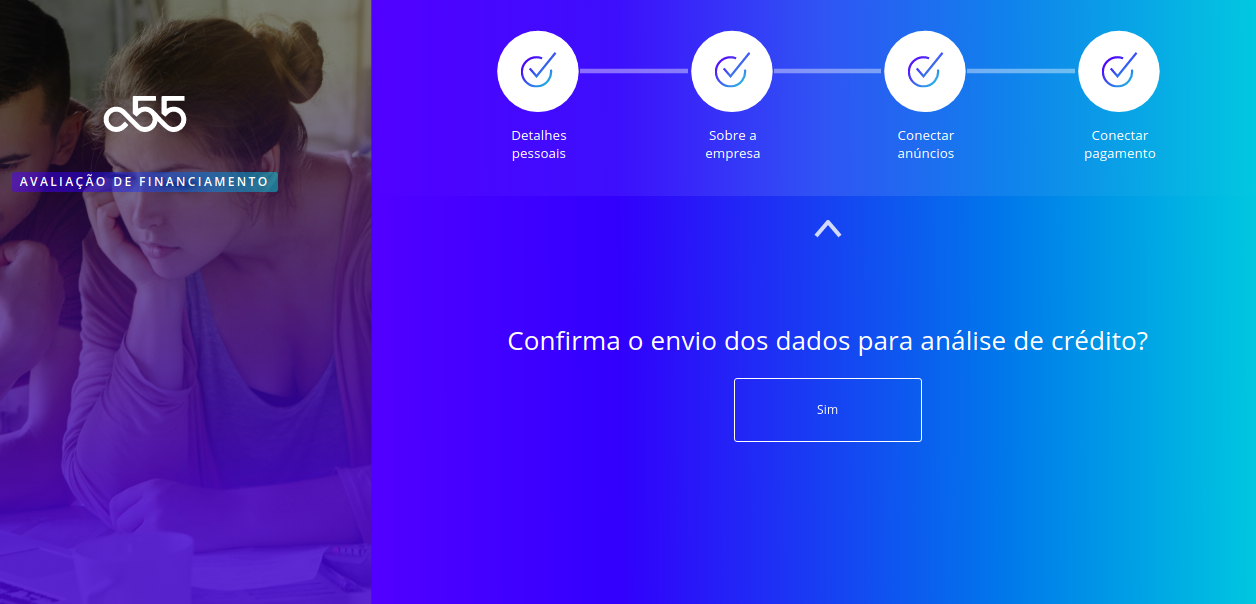 a55
AVALIAÇÃO DE FINANCIAMENTO
Detalhes
pessoais
Sobre a
empresa
Conectar
anúncios
Conectar
pagamento
Confirma o envio dos dados para análise de crédito?
Sim